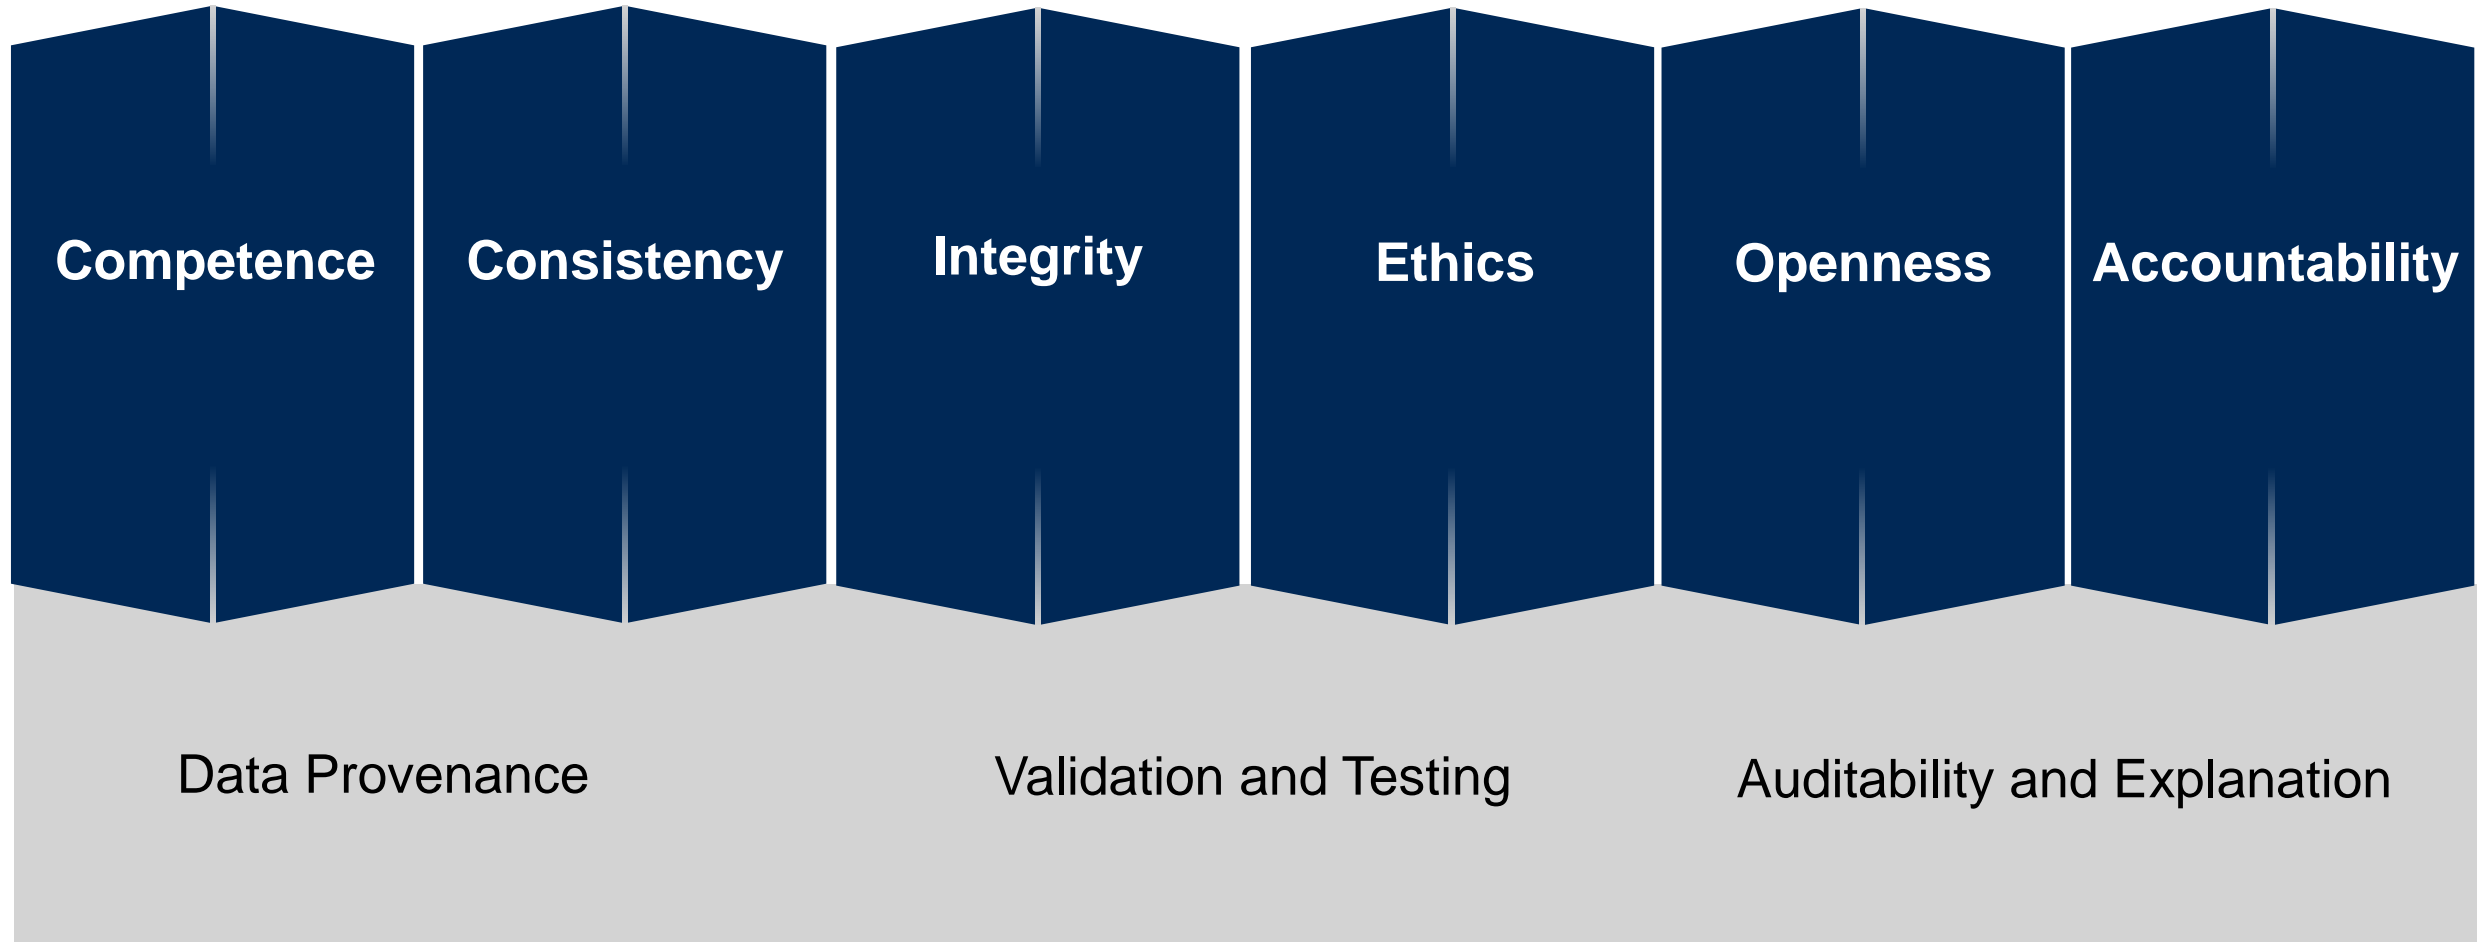 Competence
Consistency
Integrity
Ethics
Openness
Accountability
Data Provenance
Validation and Testing
Auditability and Explanation